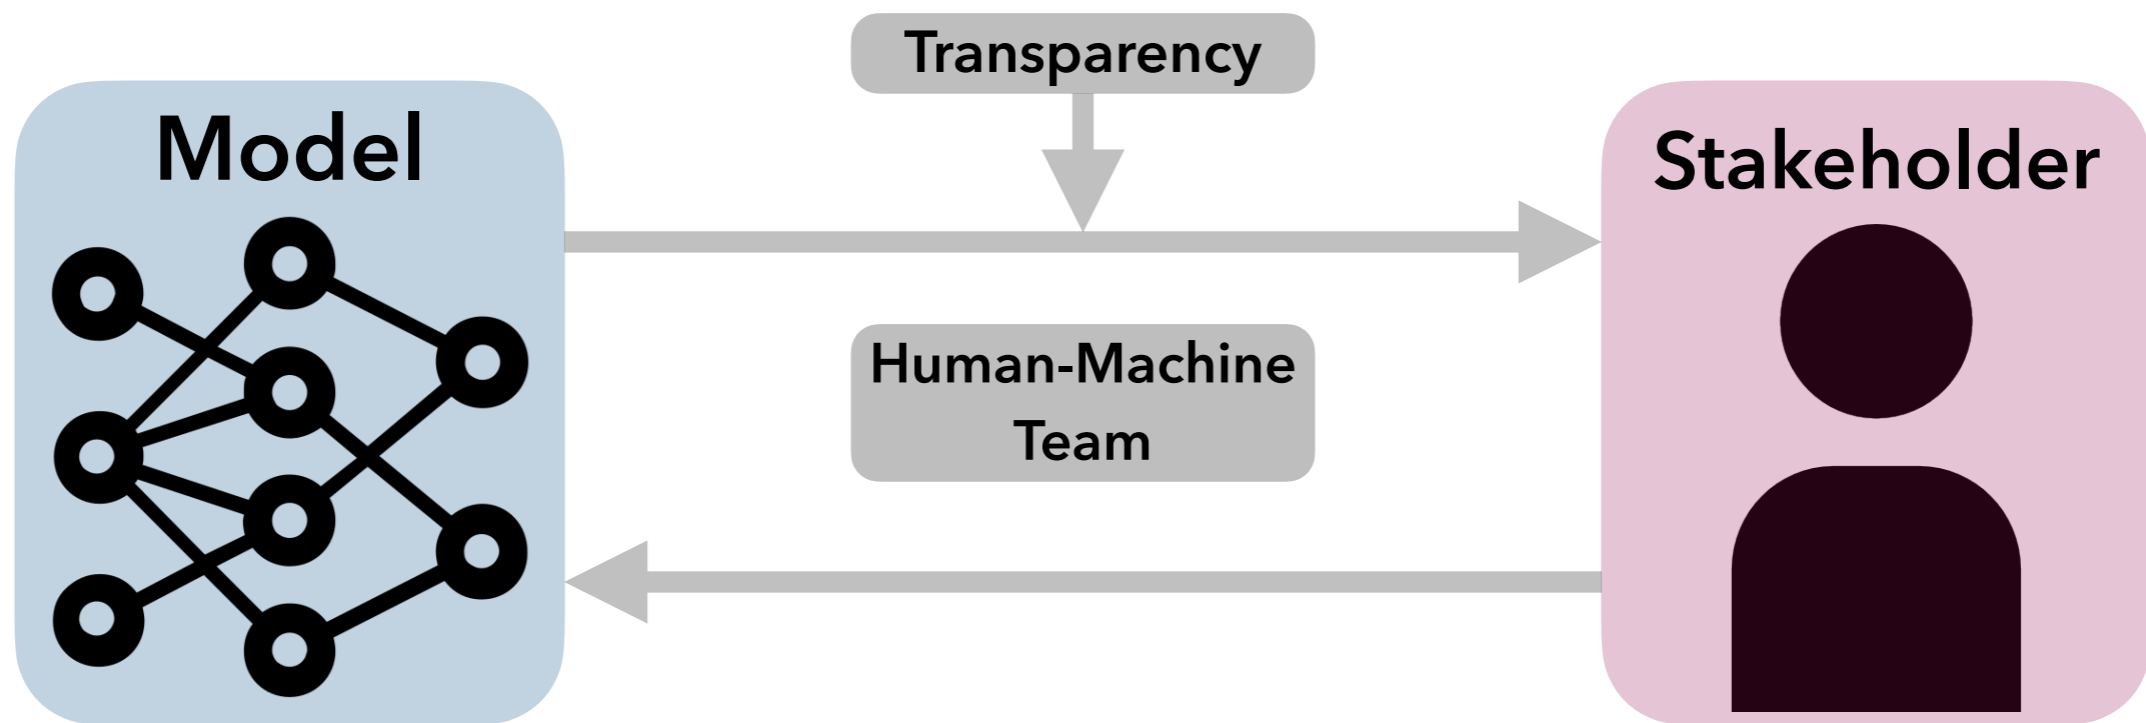 Transparency
Model
Stakeholder
Human-Machine
Team